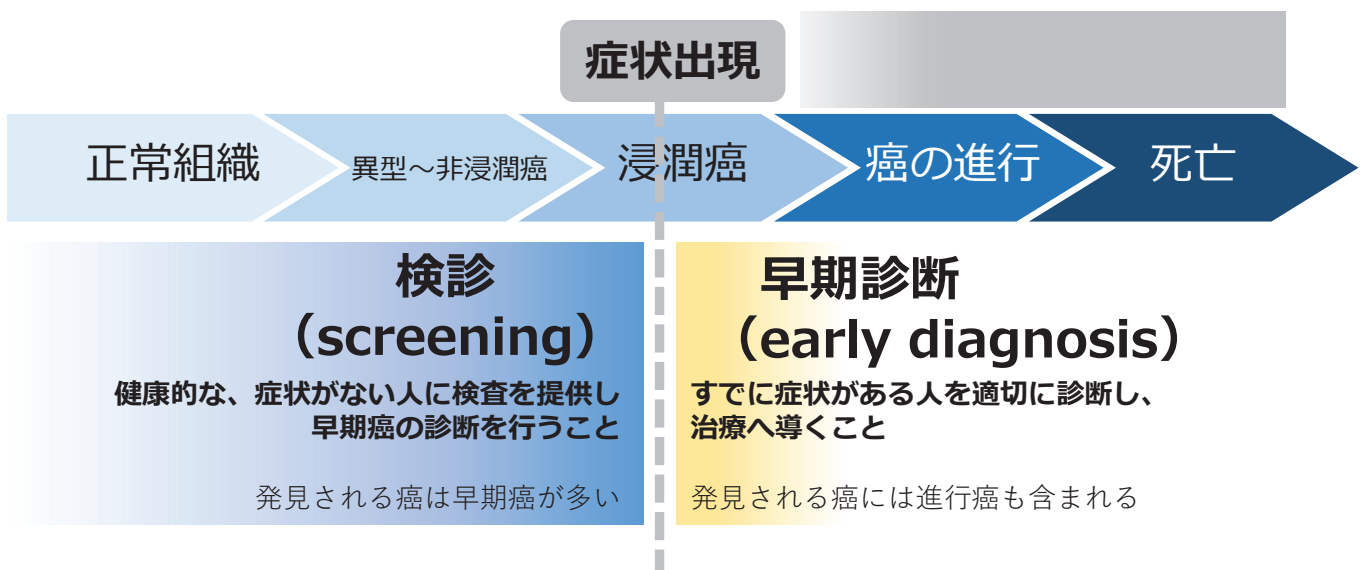 症状出現
正常組織
異型～非浸潤癌
浸潤癌
癌の進行
死亡
検診
（screening）
健康的な、症状がない人に検査を提供し
早期癌の診断を行うこと
発見される癌は早期癌が多い
早期診断
（early diagnosis）
すでに症状がある人を適切に診断し、
治療へ導くこと
発見される癌には進行癌も含まれる